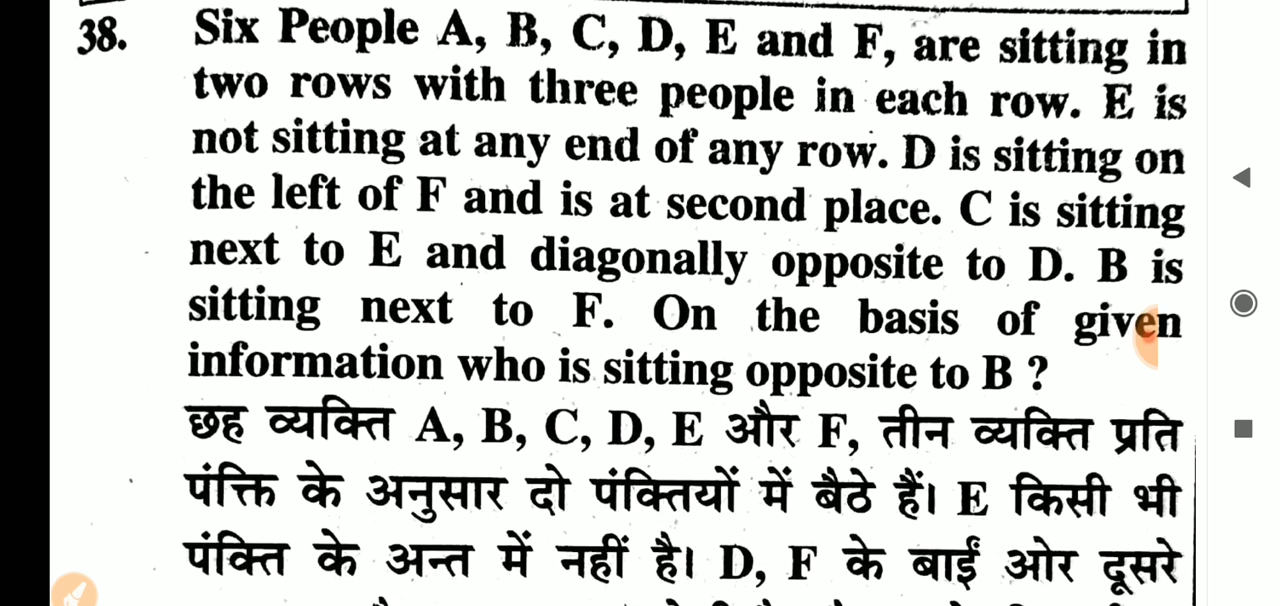 38. Six People A, B, C, D, E and F, are sitting in
two rows with three people in each row. E is
not sitting at any end of any row. D is sitting on
the left of F and is at second place. C is sitting
next to E and diagonally opposite to D. B is
sitting next to F. On the basis of given
information who is sitting opposite to B ?
छह व्यक्ति A, B, C, D, E और F, तीन व्यक्ति प्रति
पंक्ति के अनुसार दो पंक्तियों में बैठे हैं। E किसी भी
पंक्ति के अन्त में नहीं है। D, F के बाईं ओर दूसरे